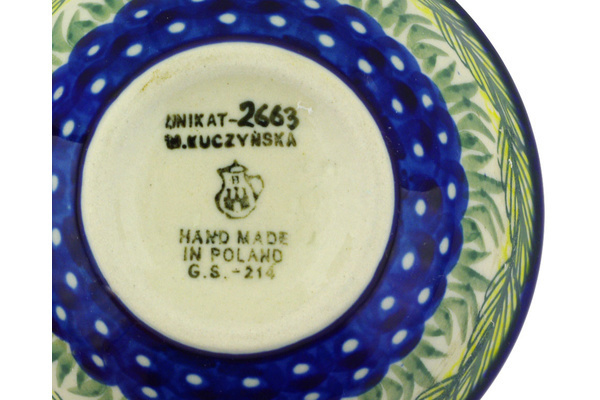 UNIKAT-2663
W.KUCZYŃSKA
HAND MADE
IN POLAND
G.S.-214